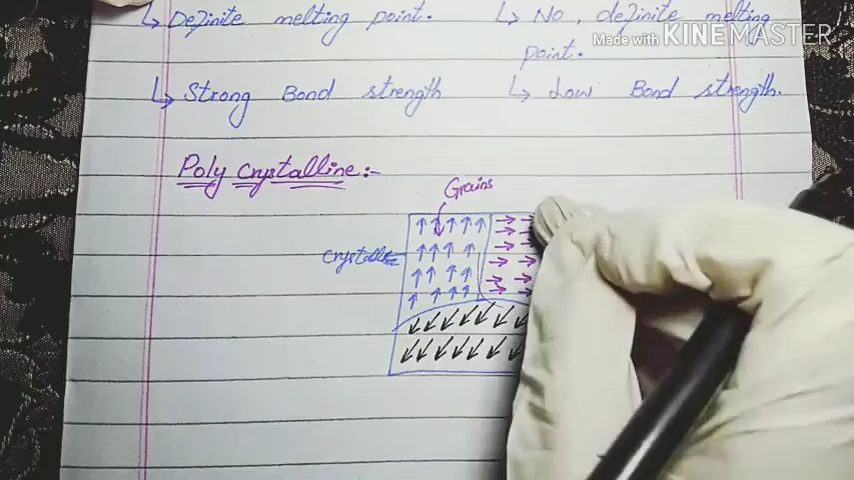 ↳ Definite melting point. ↳ No, definite melting
Made with KINEMASTER
point.
↳ Strong Bond strength ↳ Low Bond strength.
Poly Crystalline:-
Grains
Crystalline